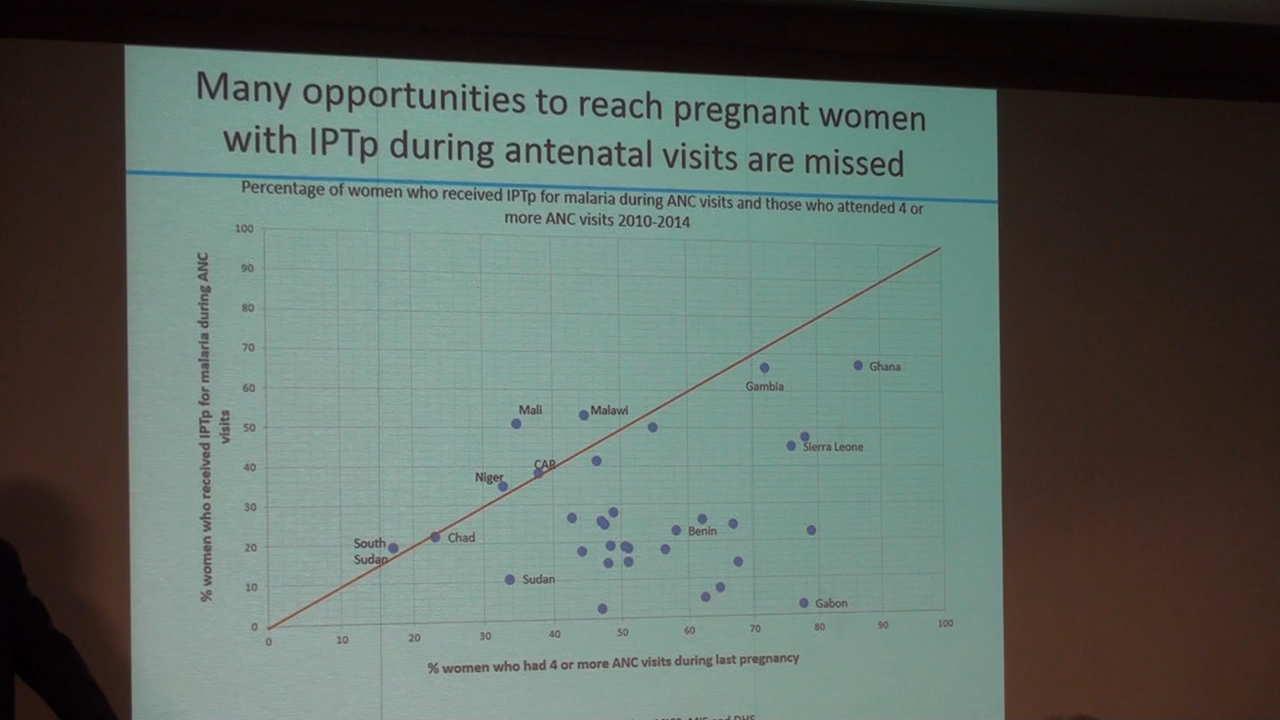 Many opportunities to reach pregnant women
with IPTp during antenatal visits are missed
Percentage of women who received IPTp for malaria during ANC visits and those who attended 4 or
more ANC visits 2010-2014
% women who received IPTp for malaria during ANC
visits
100
90
80
70
60
50
40
30
20
10
0
Ghana
Gambia
Mali
Malawi
Sierra Leone
CAR
Niger
Benin
South
Sudan
Chad
Sudan
Gabon
0
10
20
30
40
50
60
70
80
90
100
% women who had 4 or more ANC visits during last pregnancy
and DHS